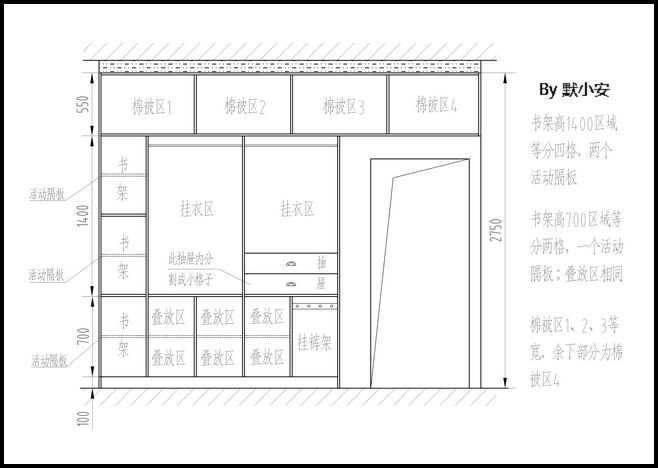 By 默小安
棉被区1
棉被区2
棉被区3
棉被区4
550
书架高1400区域
等分四格，两个
活动隔板
书
架
活动隔板
挂衣区
挂衣区
1400
2750
书架高700区域等
分两格，一个活动
隔板；叠放区相同
书
架
活动隔板
此抽屉内分
割成小格子
抽
屉
书
架
活动隔板
700
叠放区
叠放区
叠放区
叠放区
叠放区
叠放区
挂裤架
棉被区1、2、3等
宽，余下部分为棉
被区4
100